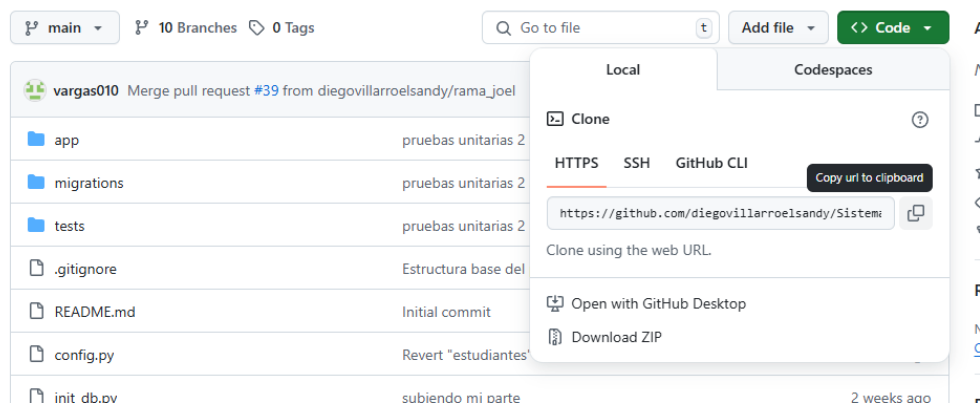 main 10 Branches 0 Tags Go to file t Add file Code
Local Codespaces
vargas010 Merge pull request #39 from diegovillarroelsandy/rama_joel
Clone
app pruebas unitarias 2
HTTPS SSH GitHub CLI
Copy url to clipboard
migrations pruebas unitarias 2
https://github.com/diegovillarroelsandy/Sistema
tests pruebas unitarias 2
Clone using the web URL.
.gitignore Estructura base del
Open with GitHub Desktop
README.md Initial commit
Download ZIP
config.py Revert "estudiantes"
init_db.py subiendo mi parte 2 weeks ago